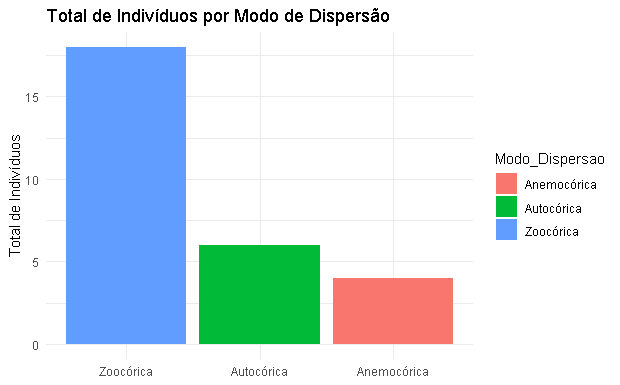 Total de Indivíduos por Modo de Dispersão
Total de Indivíduos
15
10
5
0
Zoocórica
Autocórica
Anemocórica
Modo_Dispersao
Anemocórica
Autocórica
Zoocórica